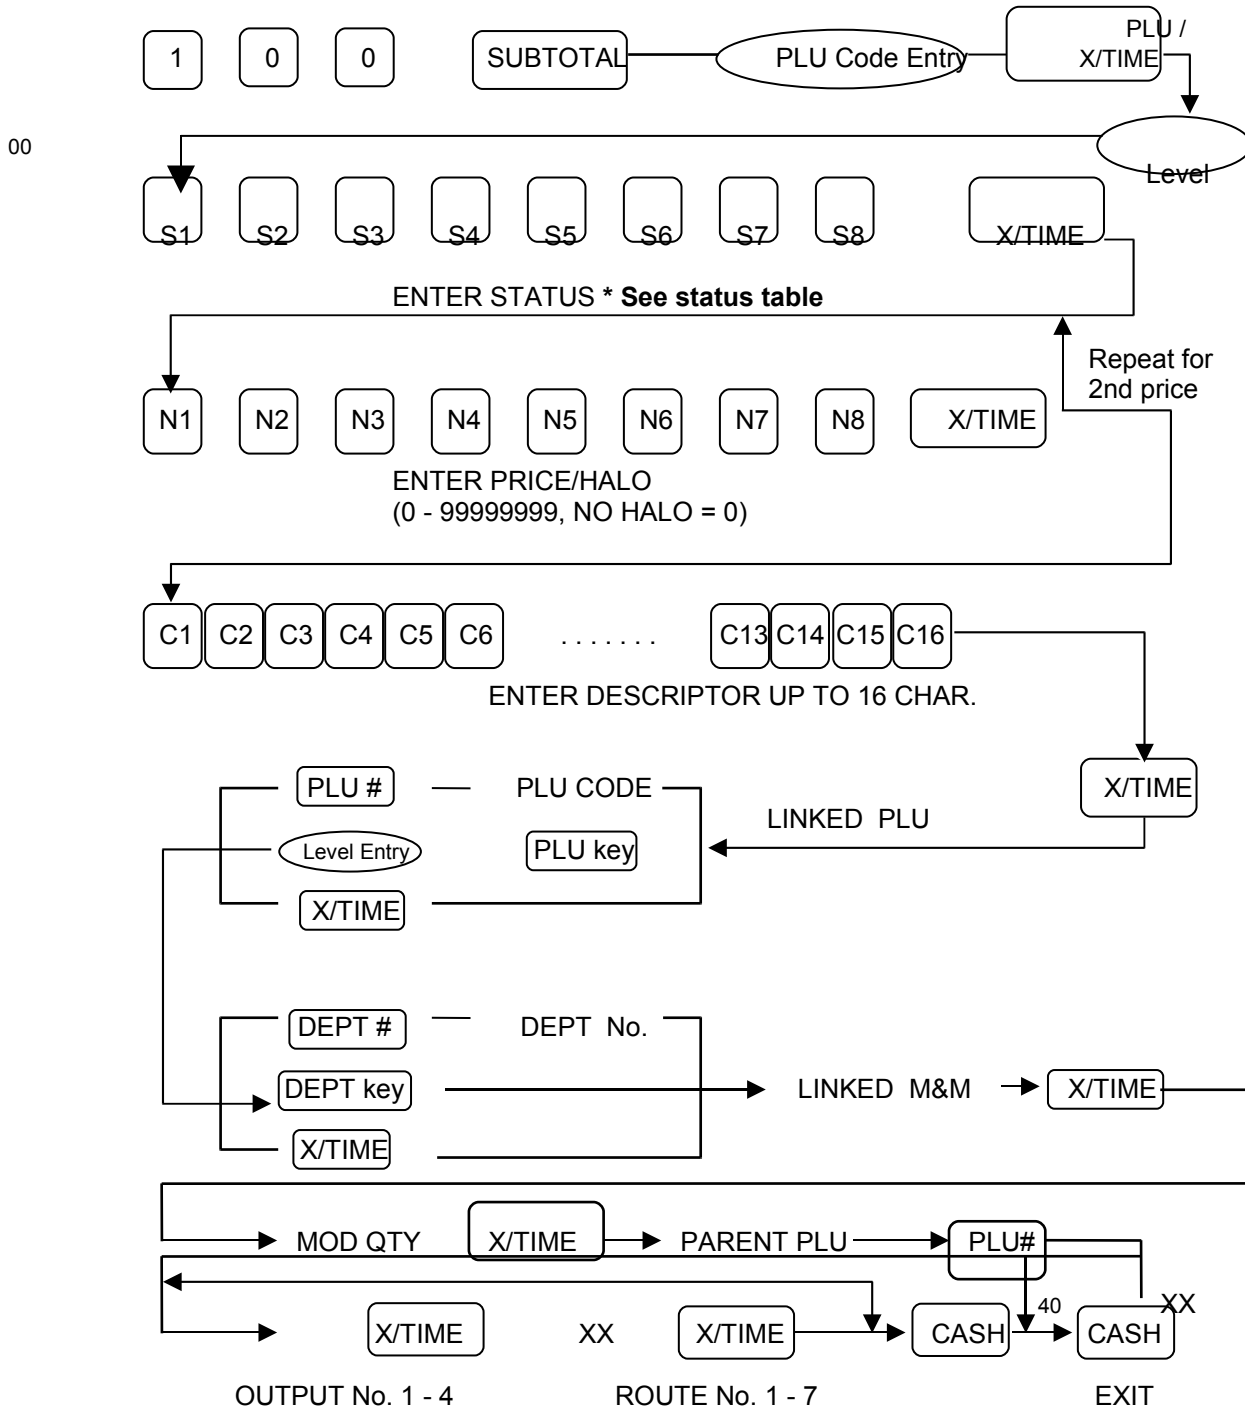 1 0 0 SUBTOTAL PLU Code Entry PLU /
X/TIME
00
Level
S1 S2 S3 S4 S5 S6 S7 S8 X/TIME
ENTER STATUS * See status table
Repeat for
2nd price
N1 N2 N3 N4 N5 N6 N7 N8 X/TIME
ENTER PRICE/HALO
(0 - 99999999, NO HALO = 0)
C1 C2 C3 C4 C5 C6 . . . . . . . C13 C14 C15 C16
ENTER DESCRIPTOR UP TO 16 CHAR.
PLU # PLU CODE X/TIME
LINKED PLU
Level Entry PLU key
X/TIME
DEPT # DEPT No.
DEPT key LINKED M&M X/TIME
X/TIME
MOD QTY X/TIME PARENT PLU PLU#
40 XX
X/TIME XX X/TIME CASH CASH
OUTPUT No. 1 - 4 ROUTE No. 1 - 7 EXIT